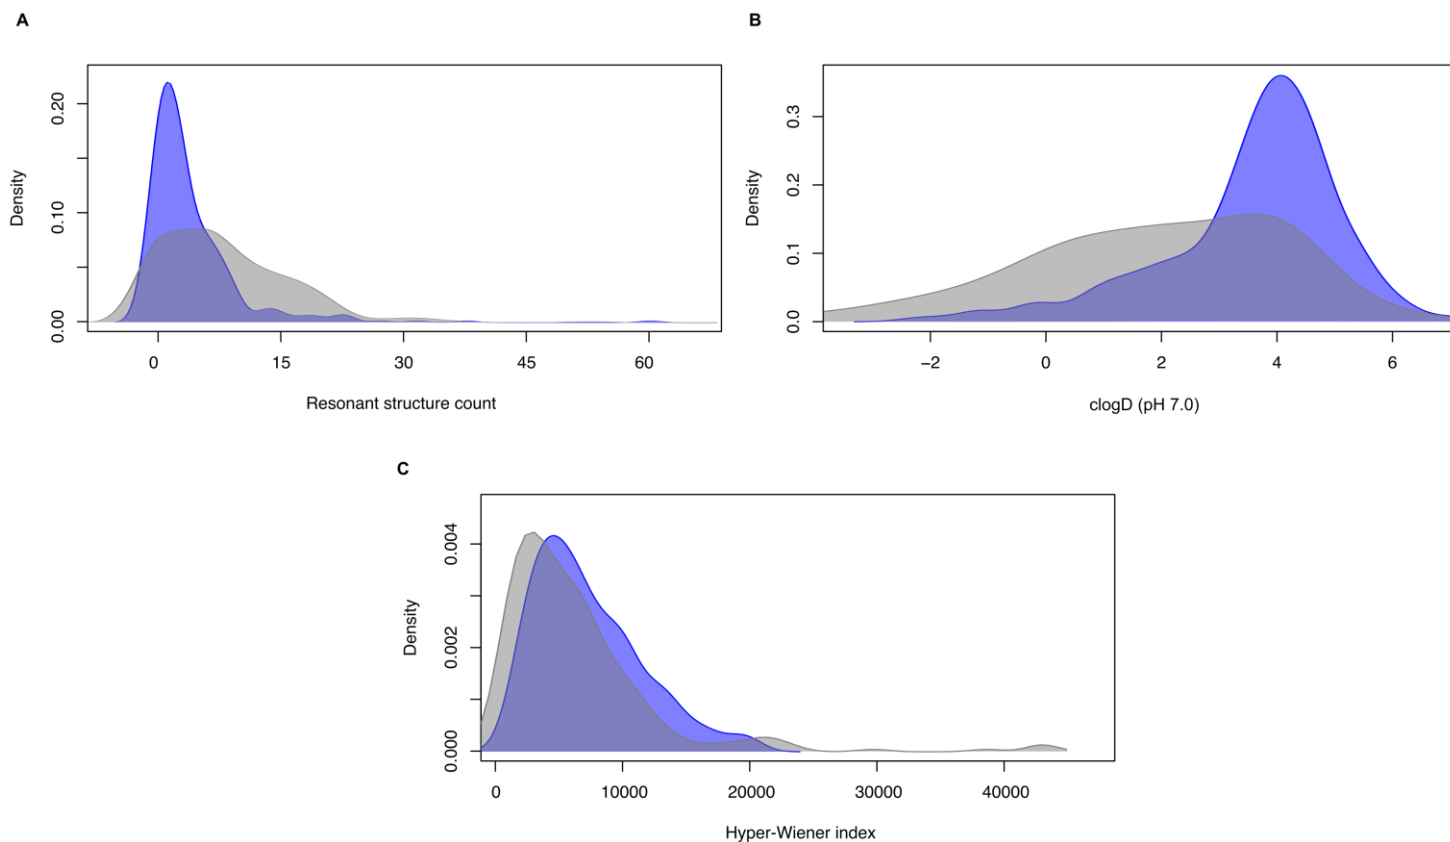 A
B
0.20
0.10
0.00
Density
0 15 30 45 60
Resonant structure count
0.3
0.2
0.1
0.0
Density
−2 0 2 4 6
clogD (pH 7.0)
C
0.004
0.002
0.000
Density
0 10000 20000 30000 40000
Hyper-Wiener index